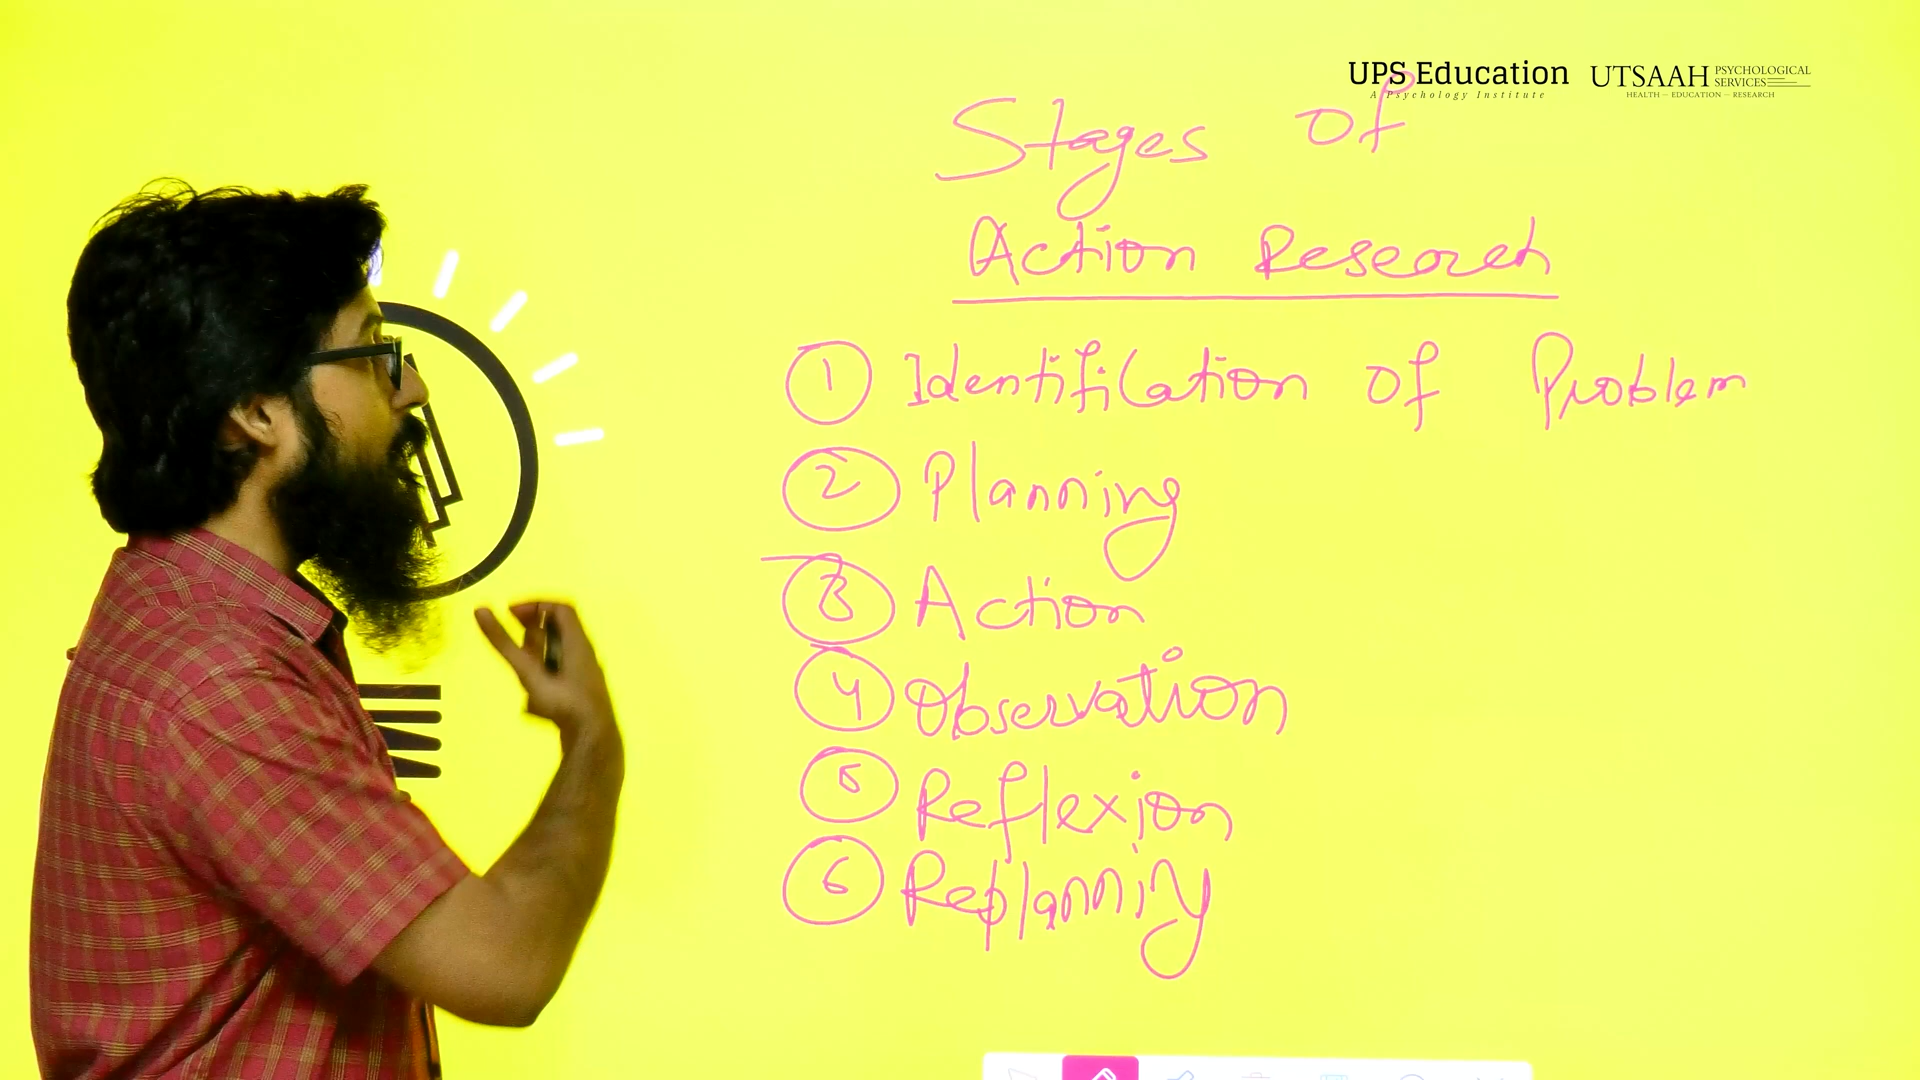 UPS Education
A Psychology Institute
UTSAAH PSYCHOLOGICAL SERVICES
HEALTH — EDUCATION — RESEARCH
Stages of
Action Research
1 Identification of Problem
2 Planning
3 Action
4 Observation
5 Reflexion
6 Replanning